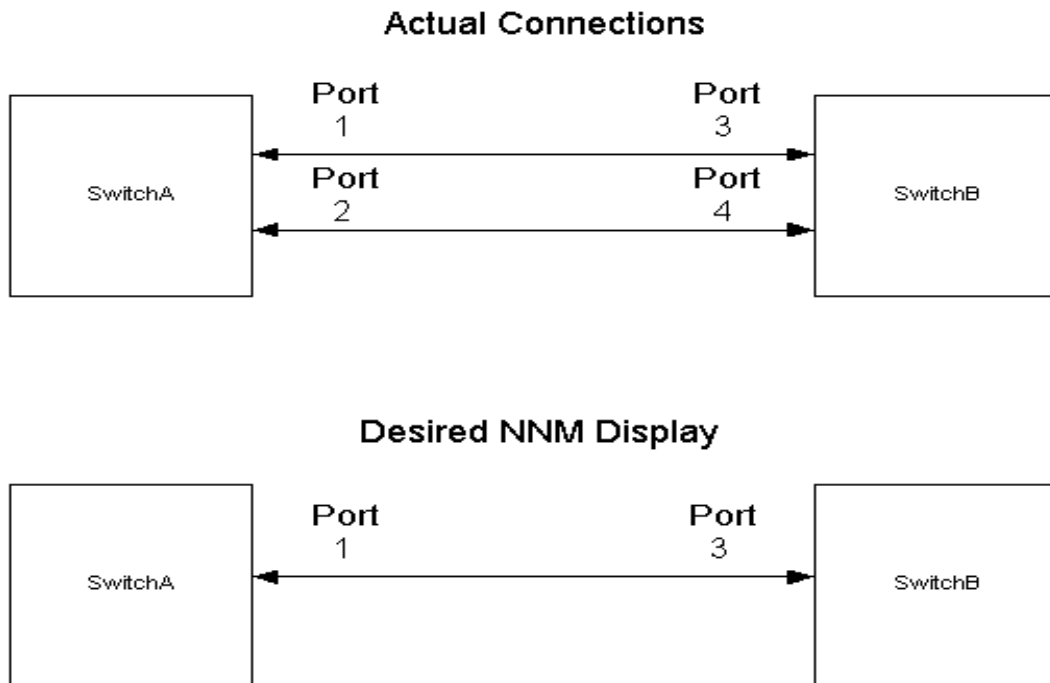 Actual Connections
Port Port
1 3
SwitchA SwitchB
Port Port
2 4
Desired NNM Display
Port Port
1 3
SwitchA SwitchB